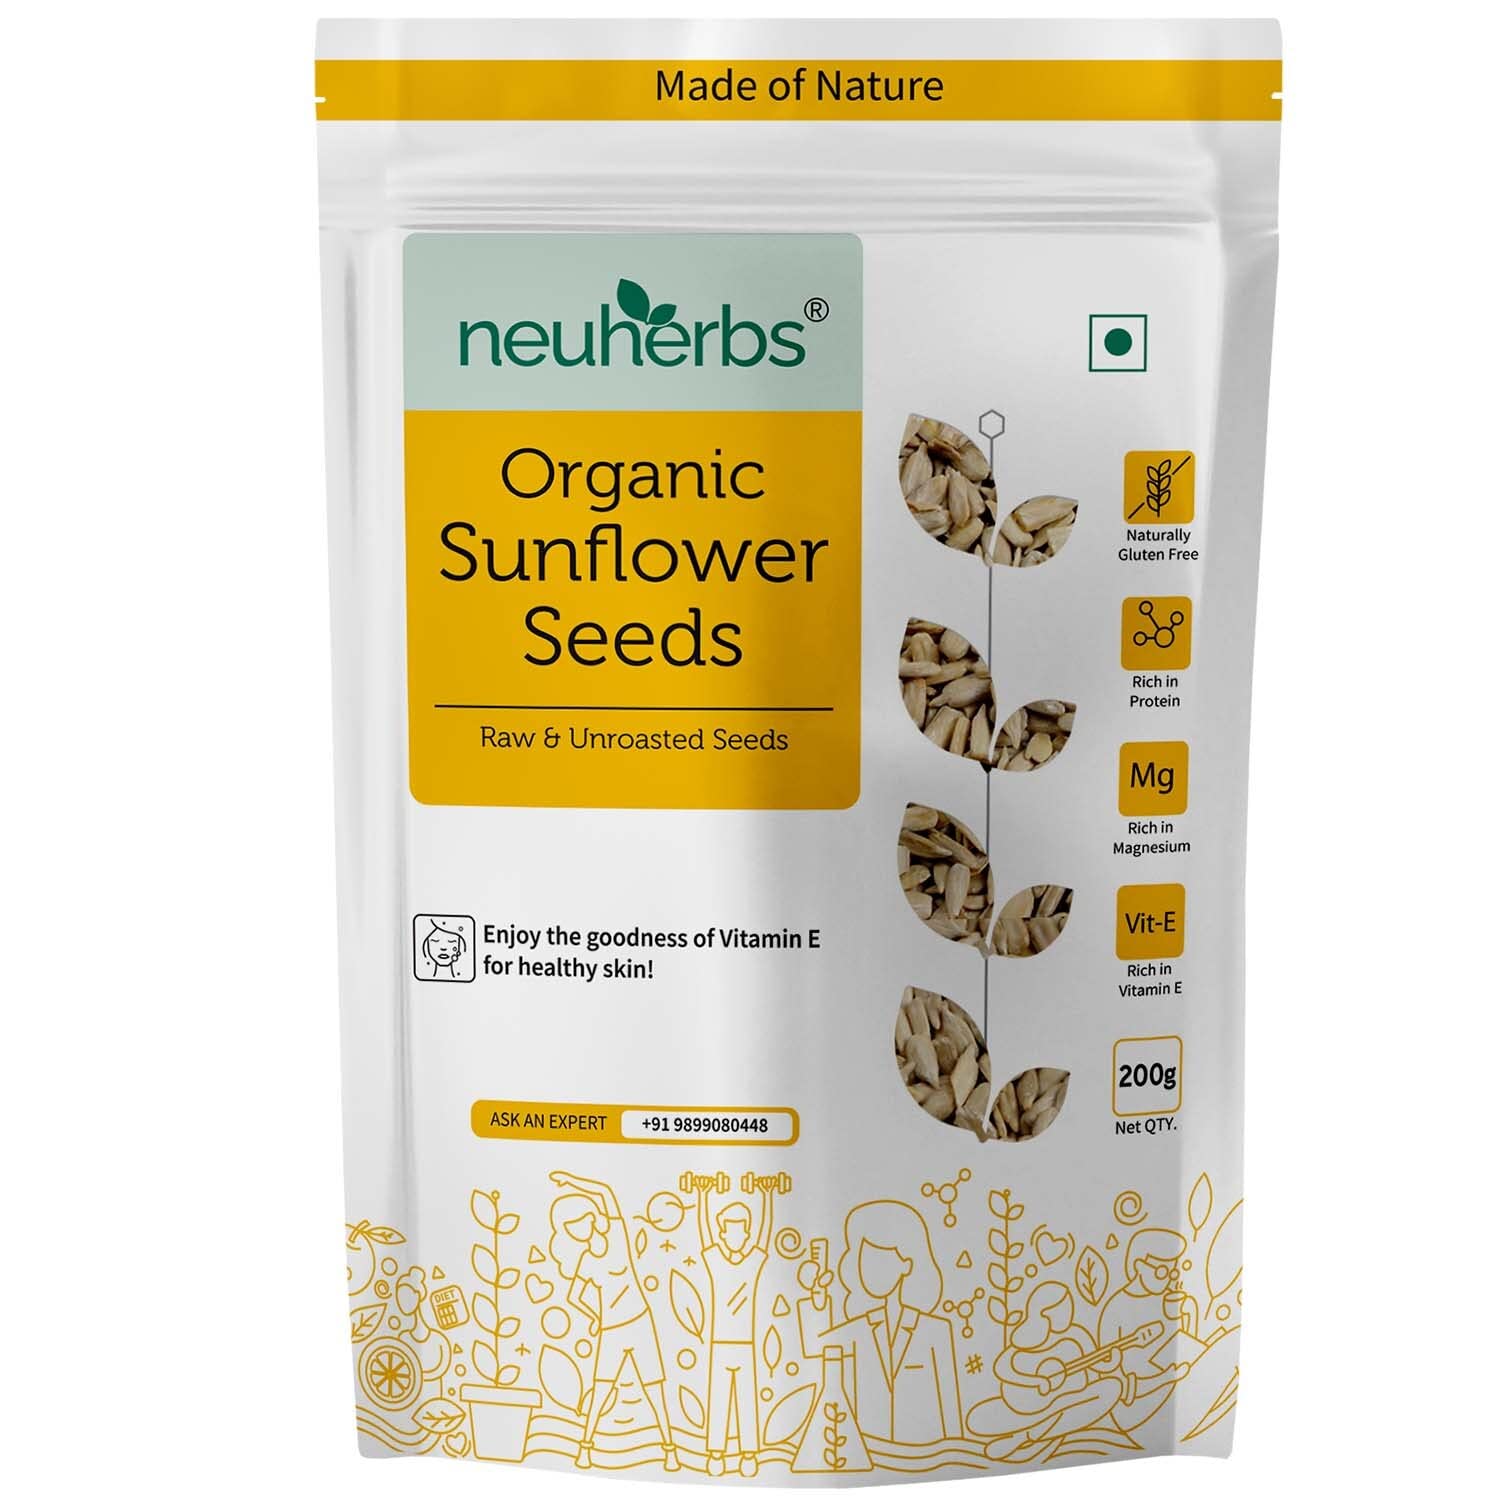 Made of Nature
neuherbs®
Organic
Sunflower
Seeds
Raw & Unroasted Seeds
Naturally
Gluten Free
Rich in
Protein
Mg
Rich in
Magnesium
Vit-E
Rich in
Vitamin E
200g
Net QTY.
Enjoy the goodness of Vitamin E
for healthy skin!
ASK AN EXPERT +91 9899080448
DIET
#